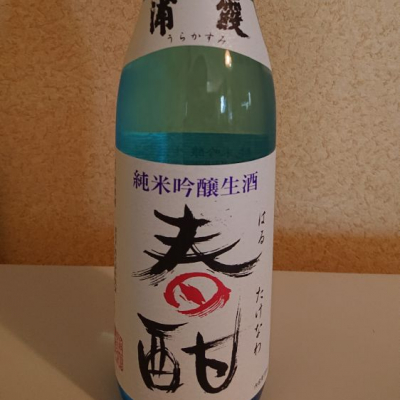 浦霞
うらかすみ
純米吟醸生酒
春酣
はる たけなわ